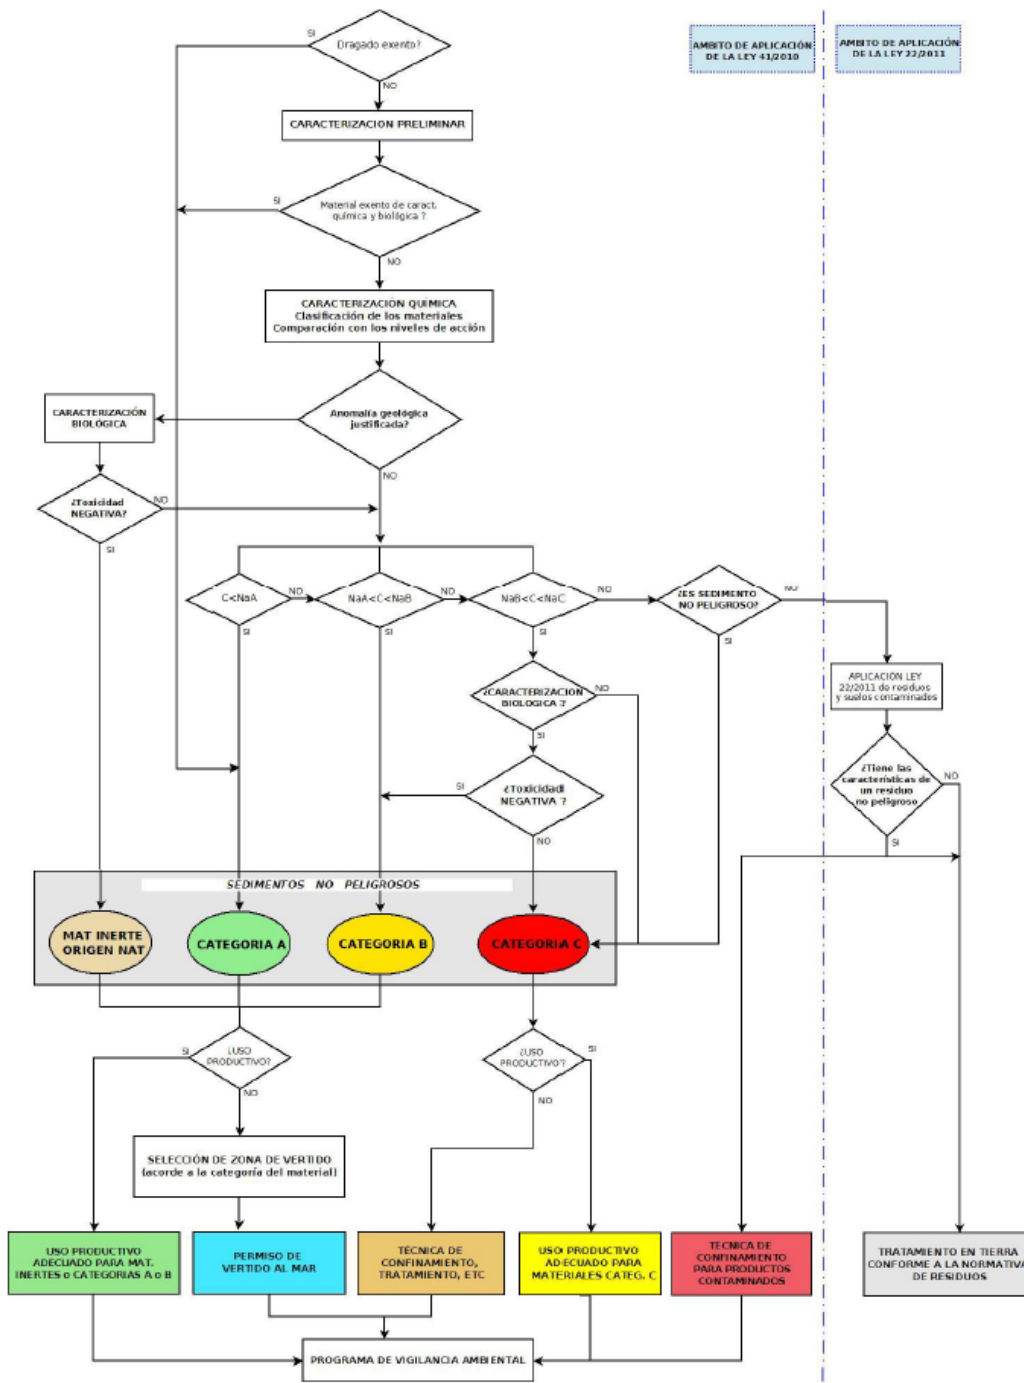 SI
Dragado exento?
AMBITO DE APLICACIÓN
DE LA LEY 41/2010
AMBITO DE APLICACIÓN
DE LA LEY 22/2011
NO
CARACTERIZACION PRELIMINAR
SI
Material exento de caract.
química y biológica ?
NO
CARACTERIZACIÓN QUÍMICA
Clasificación de los materiales
Comparación con los niveles de acción
CARACTERIZACIÓN
BIOLÓGICA
Anomalía geológica
justificada?
NO
¿Toxicidad
NEGATIVA?
NO
SI
C<NaA
NO
NaA<C<NaB
NO
NaB<C<NaC
NO
¿ES SEDIMENTO
NO PELIGROSO?
NO
SI
SI
SI
SI
¿CARACTERIZACION
BIOLOGICA ?
NO
SI
APLICACIÓN LEY
22/2011 de residuos
y suelos contaminados
SI
¿Toxicidad
NEGATIVA ?
NO
¿Tiene las
características de
un residuo
no peligroso
NO
SI
SEDIMENTOS NO PELIGROSOS
MAT INERTE
ORIGEN NAT
CATEGORIA A
CATEGORIA B
CATEGORIA C
SI
¿USO
PRODUCTIVO?
NO
¿USO
PRODUCTIVO?
SI
NO
SELECCIÓN DE ZONA DE VERTIDO
(acorde a la categoría del material)
USO PRODUCTIVO
ADECUADO PARA MAT.
INERTES o CATEGORIAS A o B
PERMISO DE
VERTIDO AL MAR
TÉCNICA DE
CONFINAMIENTO,
TRATAMIENTO, ETC
USO PRODUCTIVO
ADECUADO PARA
MATERIALES CATEG. C
TECNICA DE
CONFINAMIENTO
PARA PRODUCTOS
CONTAMINADOS
TRATAMIENTO EN TIERRA
CONFORME A LA NORMATIVA
DE RESIDUOS
PROGRAMA DE VIGILANCIA AMBIENTAL